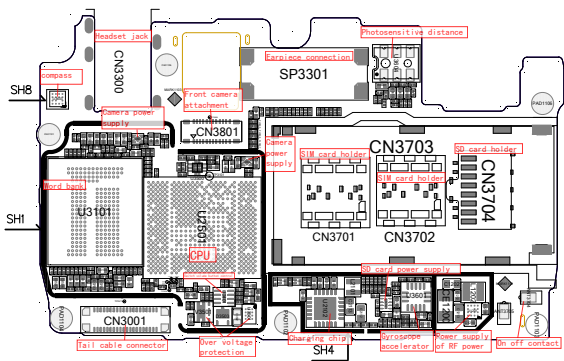 Headset jack
CN3300
Photosensitive distance
Earpiece connection
SP3301
compass
SH8
Front camera
attachment
CN3801
PAD1105
Camera power
supply
Camera
power
supply
CN3703
SIM card holder
SIM card holder
SD card holder
CN3704
Word bank
U3101
U2501
CPU
SH1
CN3701
CN3702
SD card power supply
CN3001
Tail cable connector
Over voltage
protection
Charging chip
SH4
Gyroscope
accelerator
Power supply
of RF power
On off contact